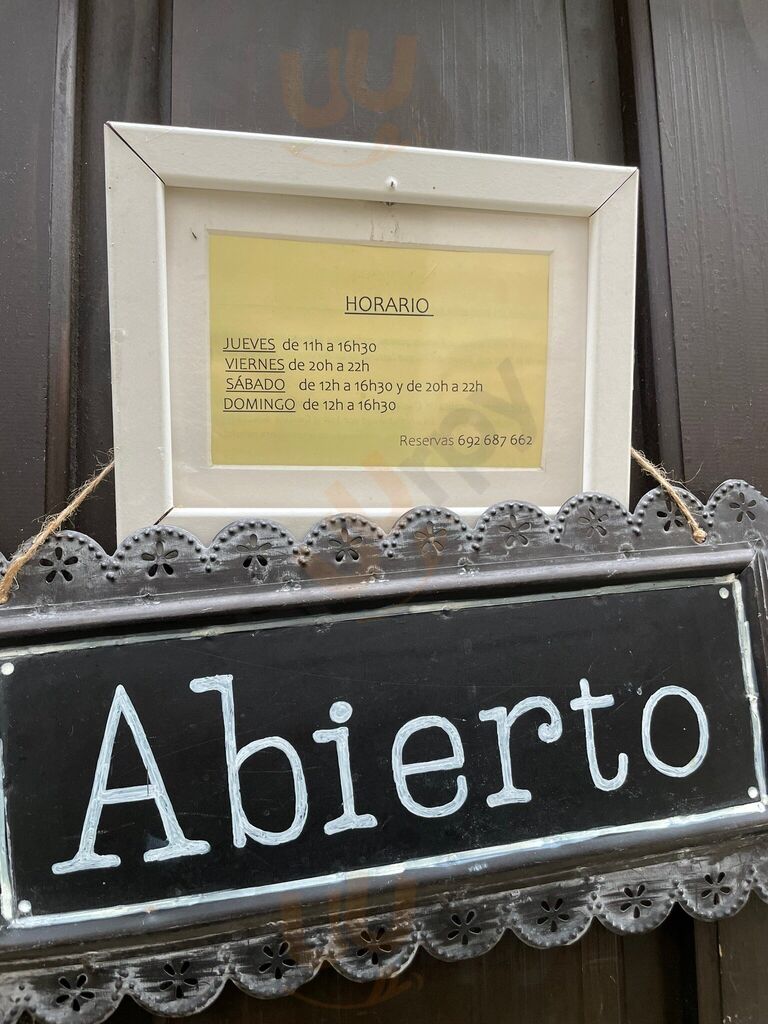 HORARIO
JUEVES de 11h a 16h30
VIERNES de 20h a 22h
SÁBADO de 12h a 16h30 y de 20h a 22h
DOMINGO de 12h a 16h30
Reservas 692 687 662
Abierto